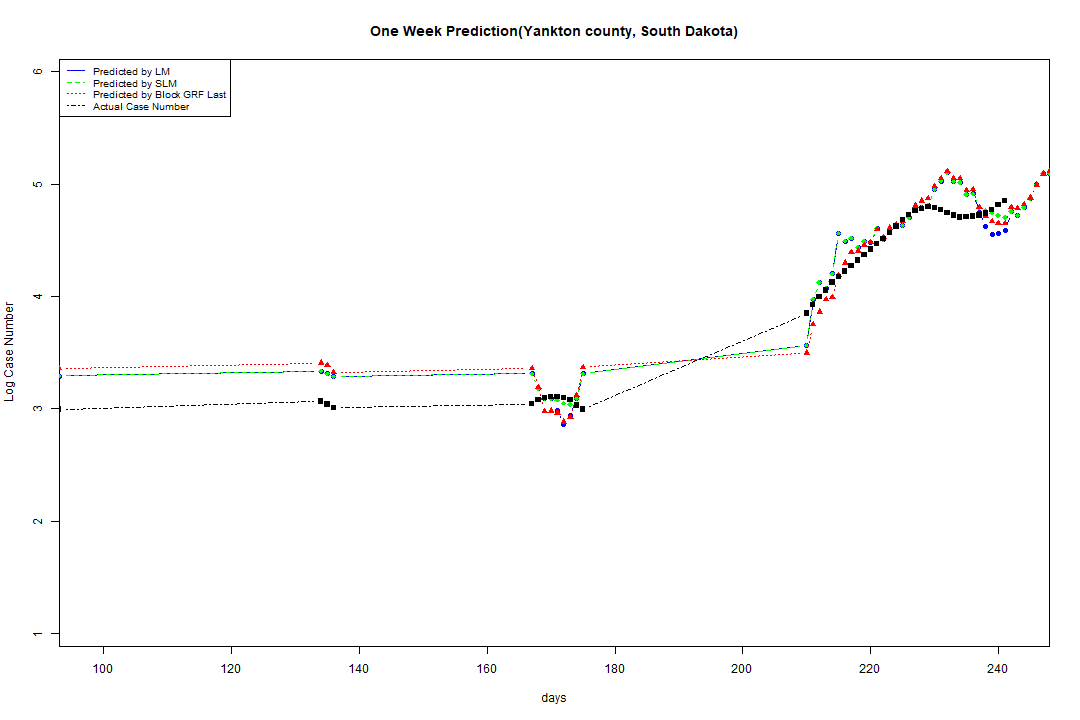 One Week Prediction(Yankton county, South Dakota)
Predicted by LM
Predicted by SLM
Predicted by Block GRF Last
Actual Case Number
6
5
4
3
2
1
Log Case Number
100 120 140 160 180 200 220 240
days